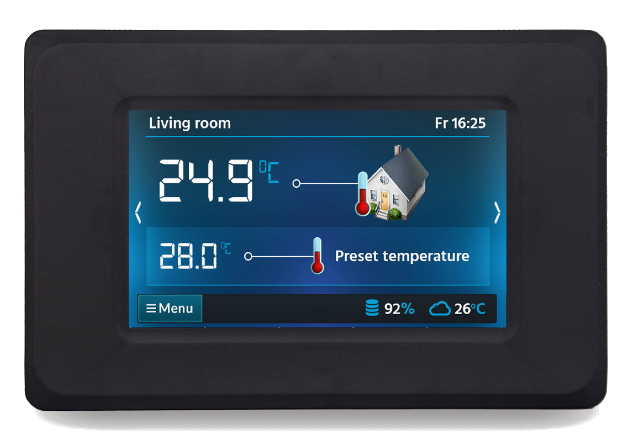 Living room Fr 16:25
24.9 °C
28.0 °C Preset temperature
≡ Menu 92% 26°C